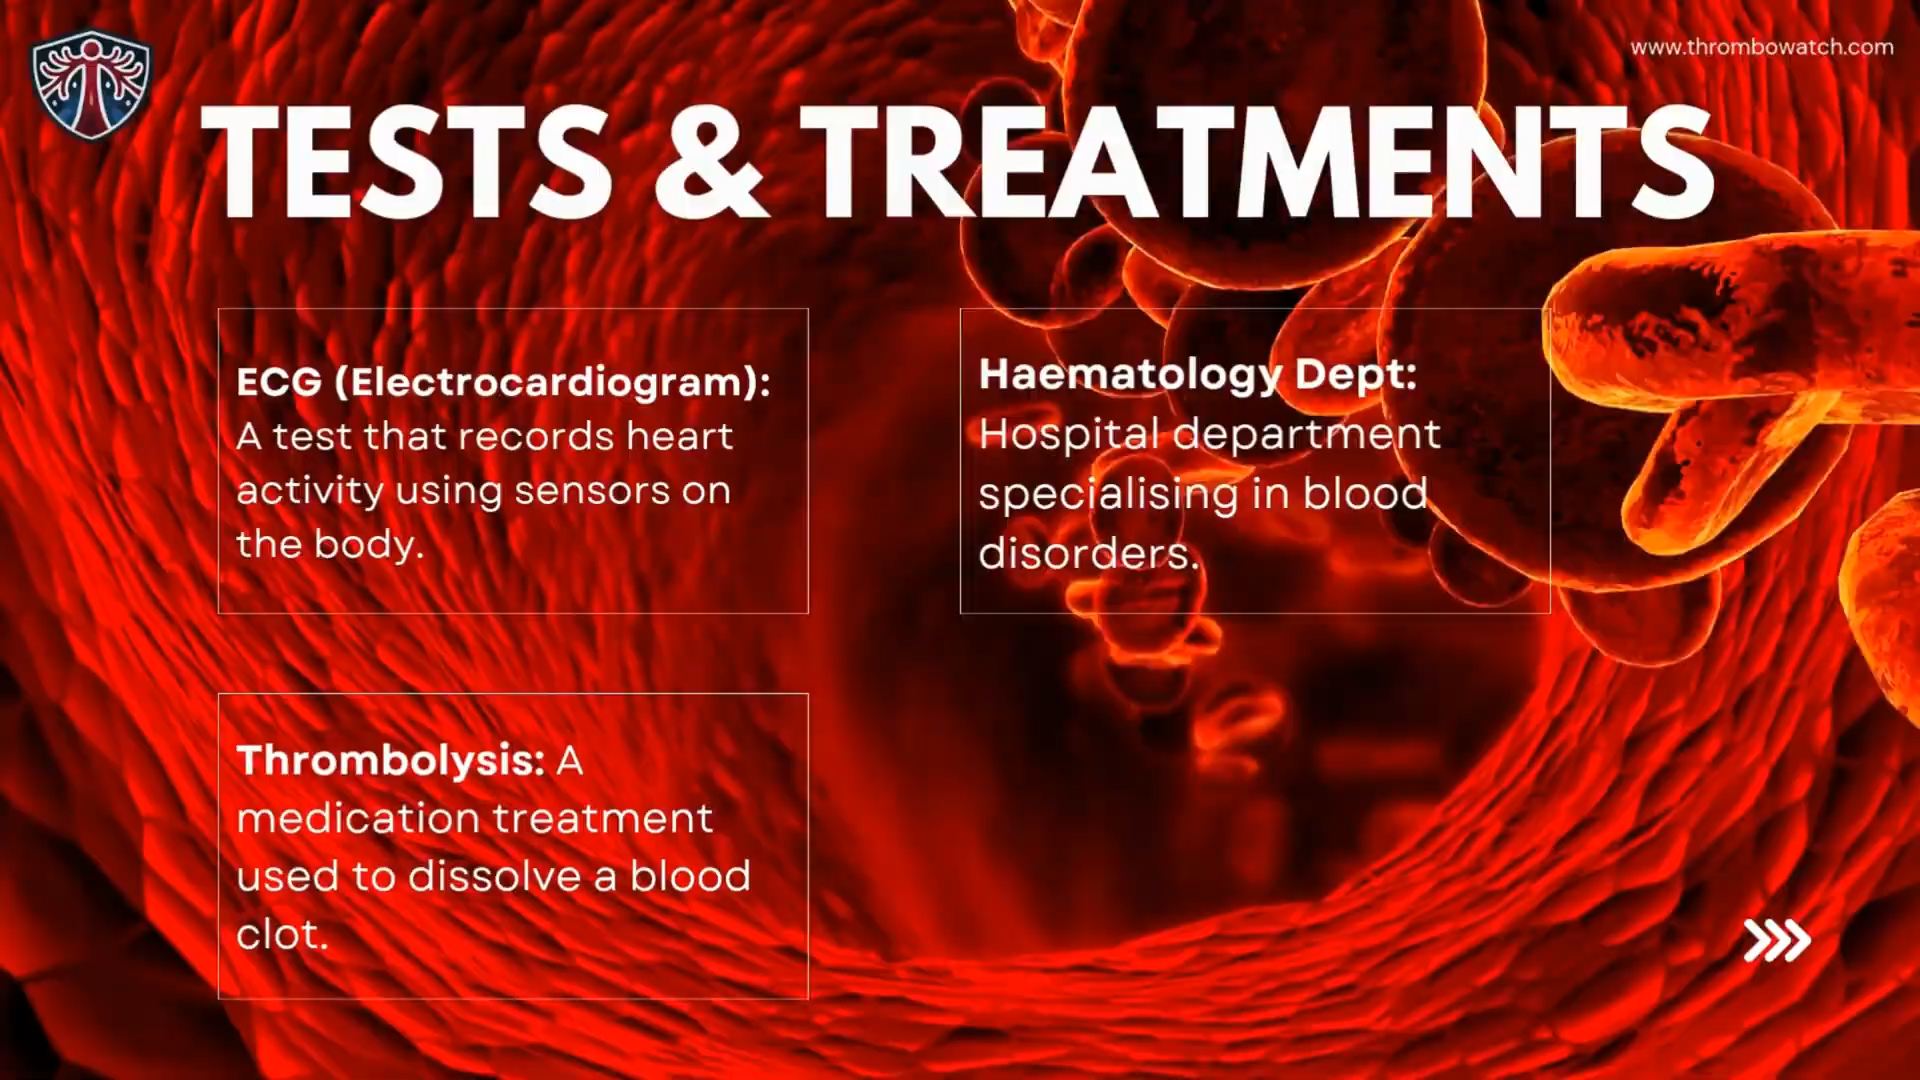 www.thrombowatch.com
TESTS & TREATMENTS
ECG (Electrocardiogram):
A test that records heart
activity using sensors on
the body.
Haematology Dept:
Hospital department
specialising in blood
disorders.
Thrombolysis: A
medication treatment
used to dissolve a blood
clot.